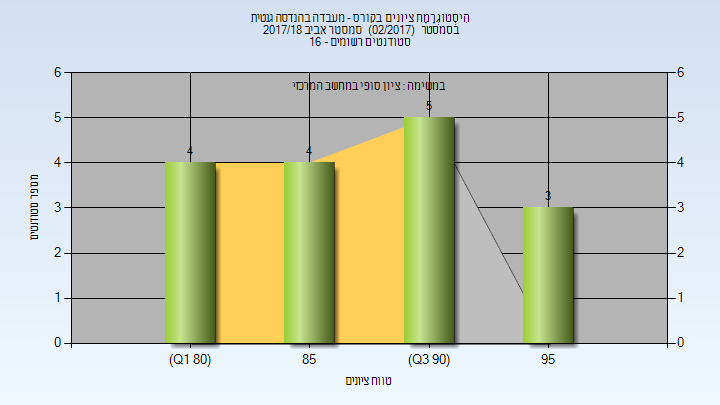 היסטוגרמת ציונים בקורס - מעבדה בהנדסה גנטית
בסמסטר (02/2017) סמסטר אביב 2017/18
סטודנטים רשומים - 16
במשימה : ציון סופי במחשב המרכזי
6
5
4
3
2
1
0
6
5
4
3
2
1
0
4
4
5
3
מספר סטודנטים
(Q1 80)
85
(Q3 90)
95
טווח ציונים